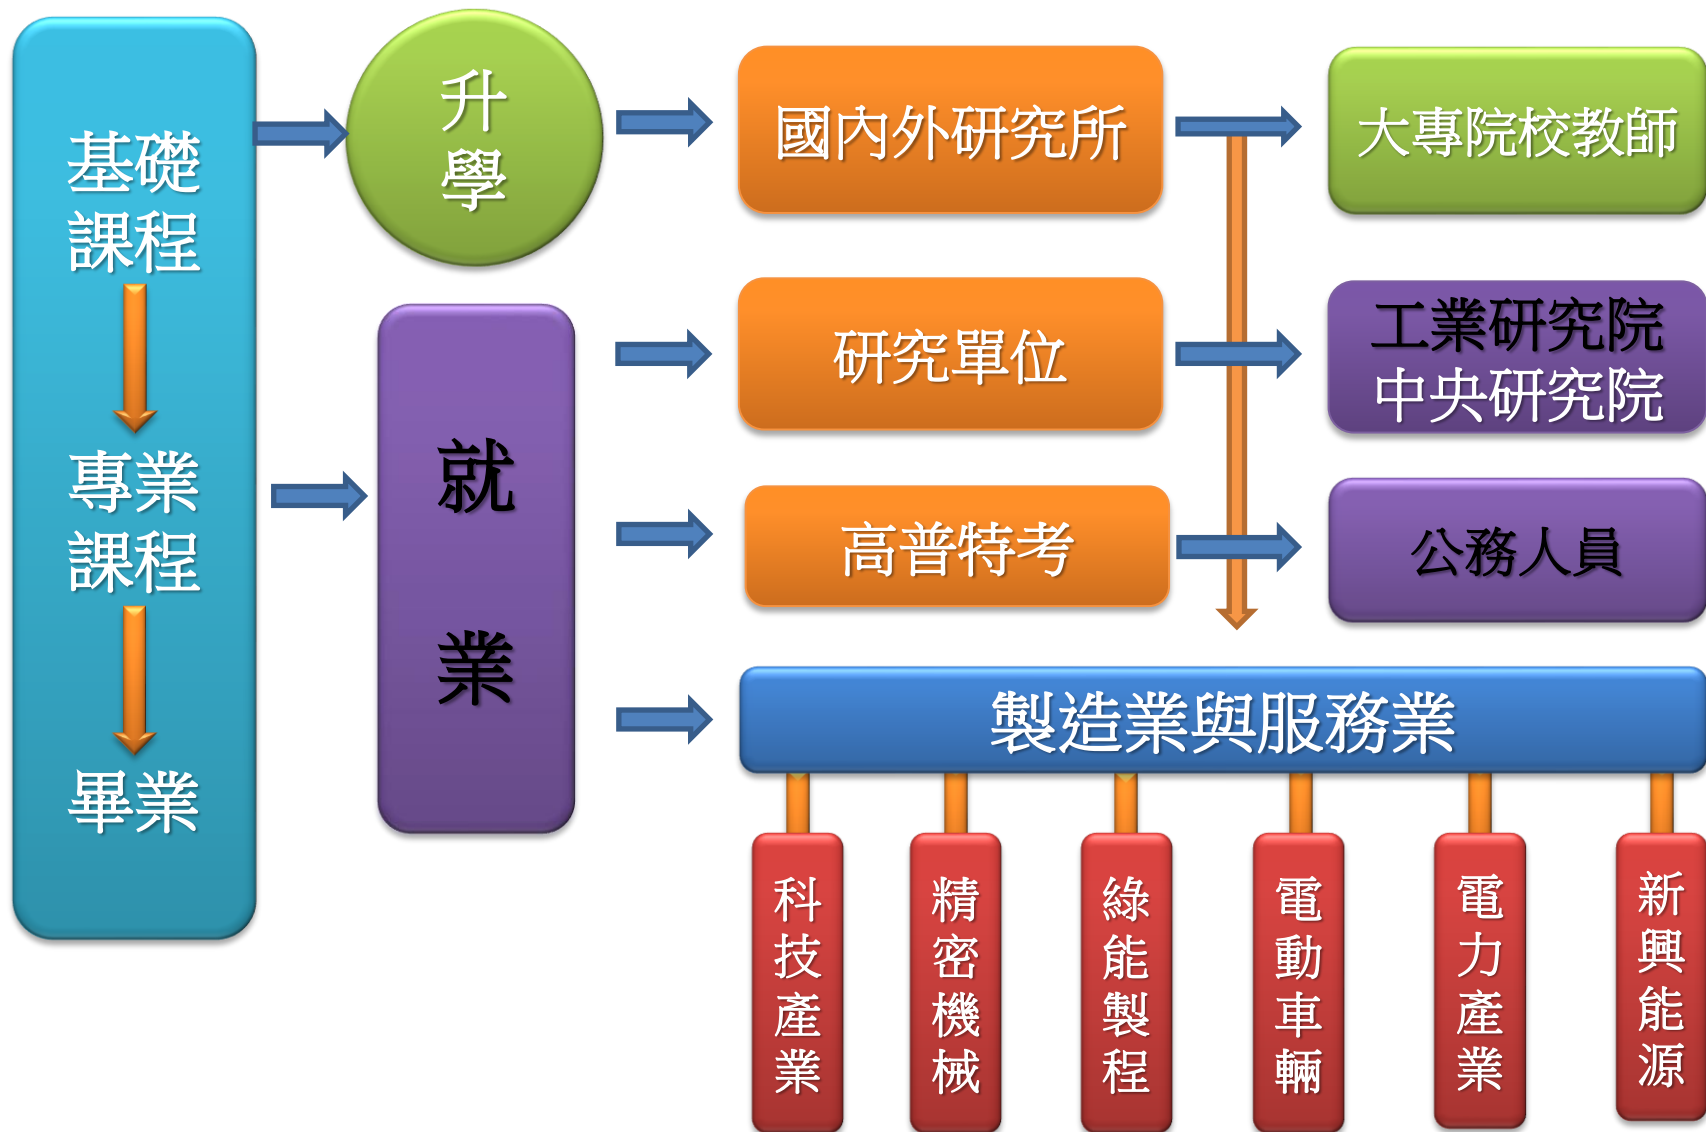 基礎
課程
專業
課程
畢業
升
學
就
業
國內外研究所
大專院校教師
研究單位
工業研究院
中央研究院
高普特考
公務人員
製造業與服務業
科技產業
精密機械
綠能製程
電動車輛
電力產業
新興能源